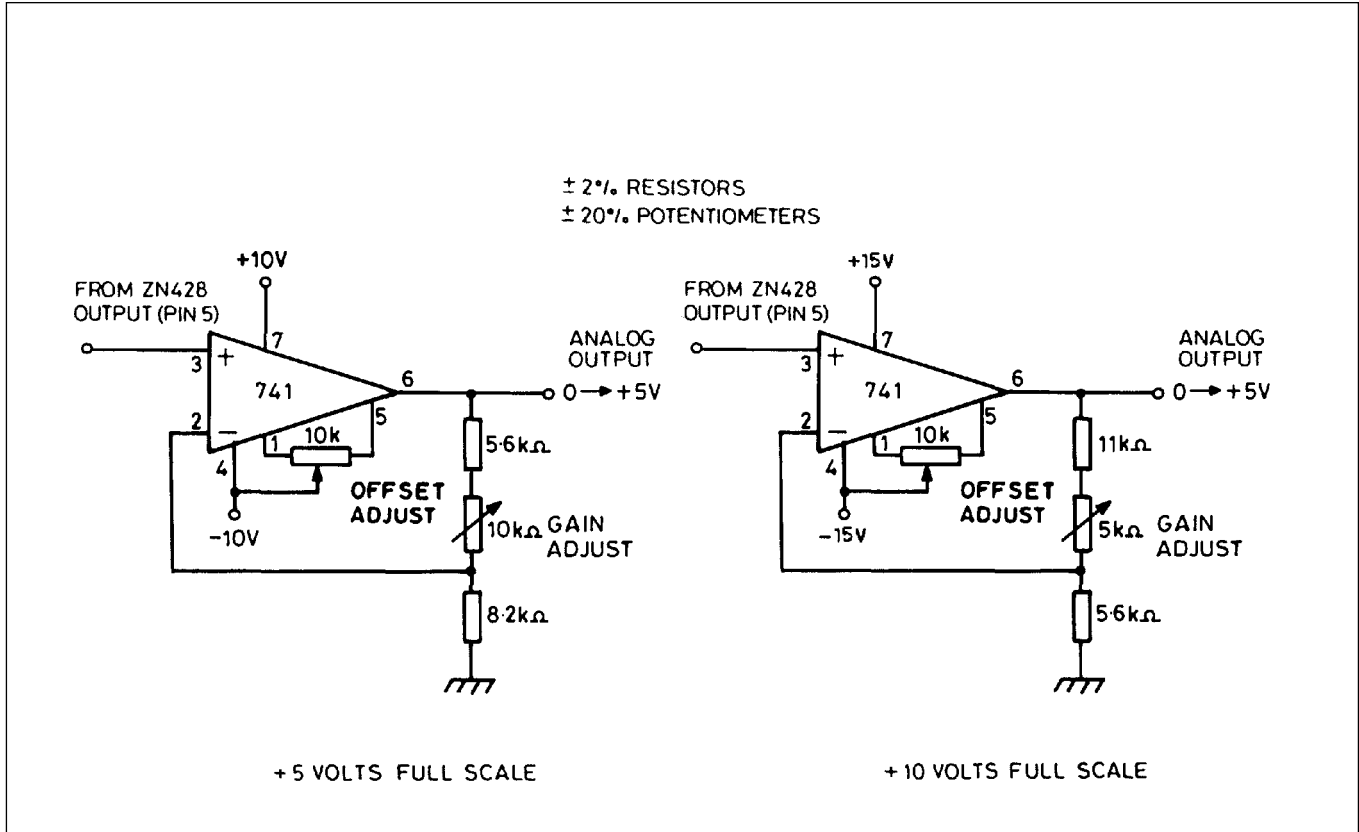 ± 2% RESISTORS
± 20% POTENTIOMETERS
+10V
FROM ZN428
OUTPUT (PIN 5)
7
3
+
741
6
ANALOG
OUTPUT
0→+5V
2
−
5
1
10k
4
OFFSET
ADJUST
-10V
5·6kΩ
10kΩ
GAIN
ADJUST
8·2kΩ
+5 VOLTS FULL SCALE
+15V
FROM ZN428
OUTPUT (PIN 5)
7
3
+
741
6
ANALOG
OUTPUT
0→+5V
2
−
5
1
10k
4
OFFSET
ADJUST
-15V
11kΩ
5kΩ
GAIN
ADJUST
5·6kΩ
+10 VOLTS FULL SCALE